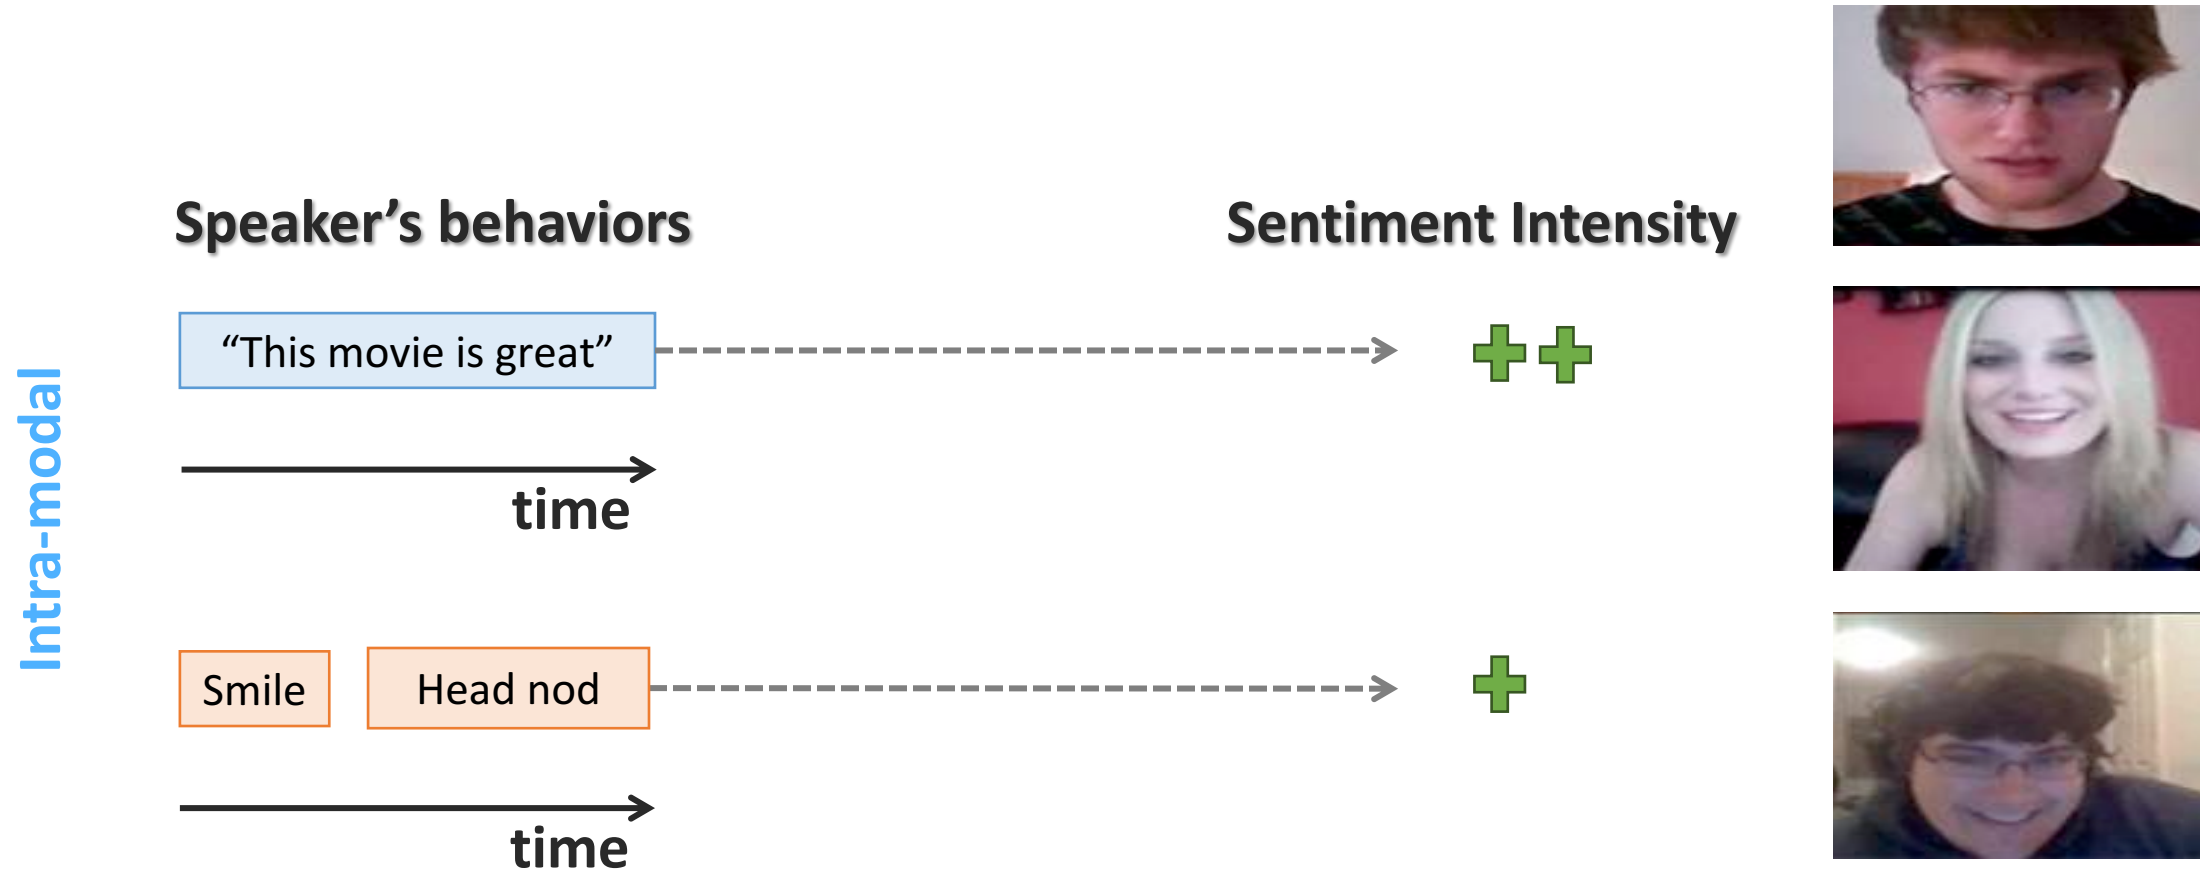 Speaker’s behaviors
Sentiment Intensity
Intra-modal
“This movie is great”
time
Smile
Head nod
time